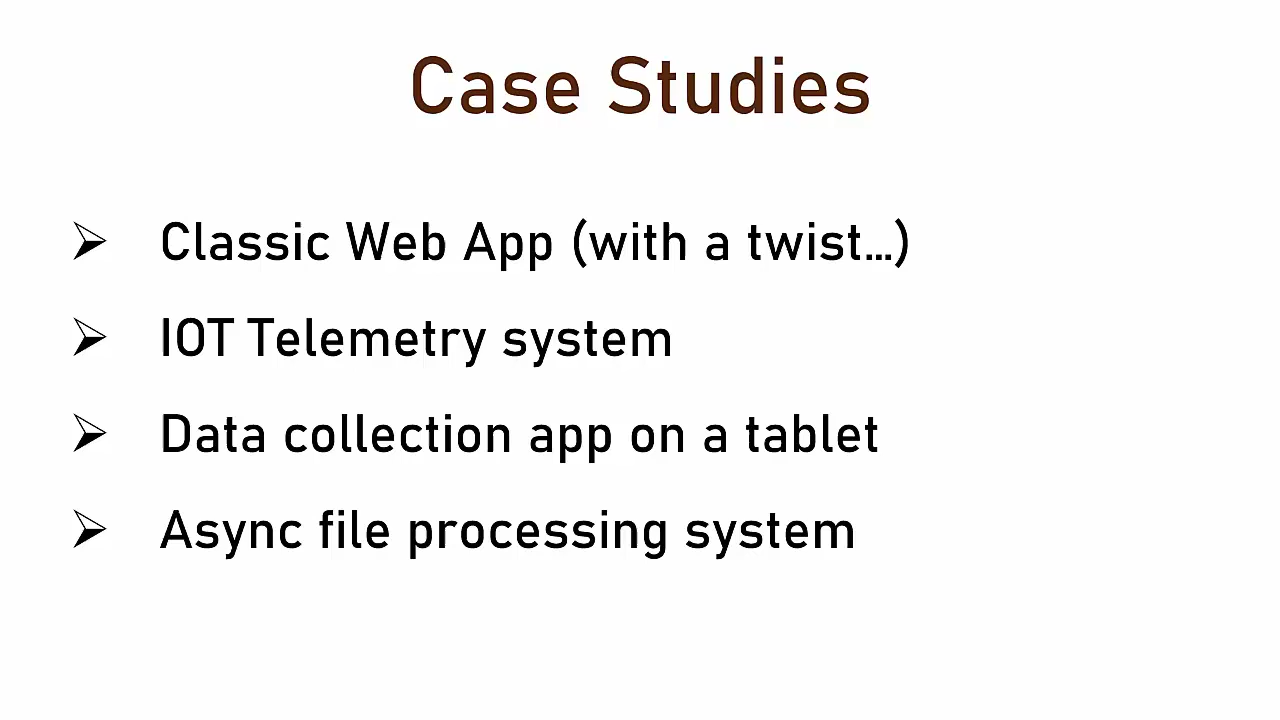 Case Studies
➢ Classic Web App (with a twist…)
➢ IOT Telemetry system
➢ Data collection app on a tablet
➢ Async file processing system